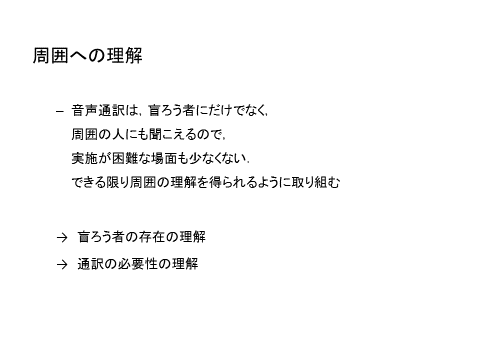 周囲への理解
– 音声通訳は，盲ろう者にだけでなく，
周囲の人にも聞こえるので，
実施が困難な場面も少なくない．
できる限り周囲の理解を得られるように取り組む
→ 盲ろう者の存在の理解
→ 通訳の必要性の理解